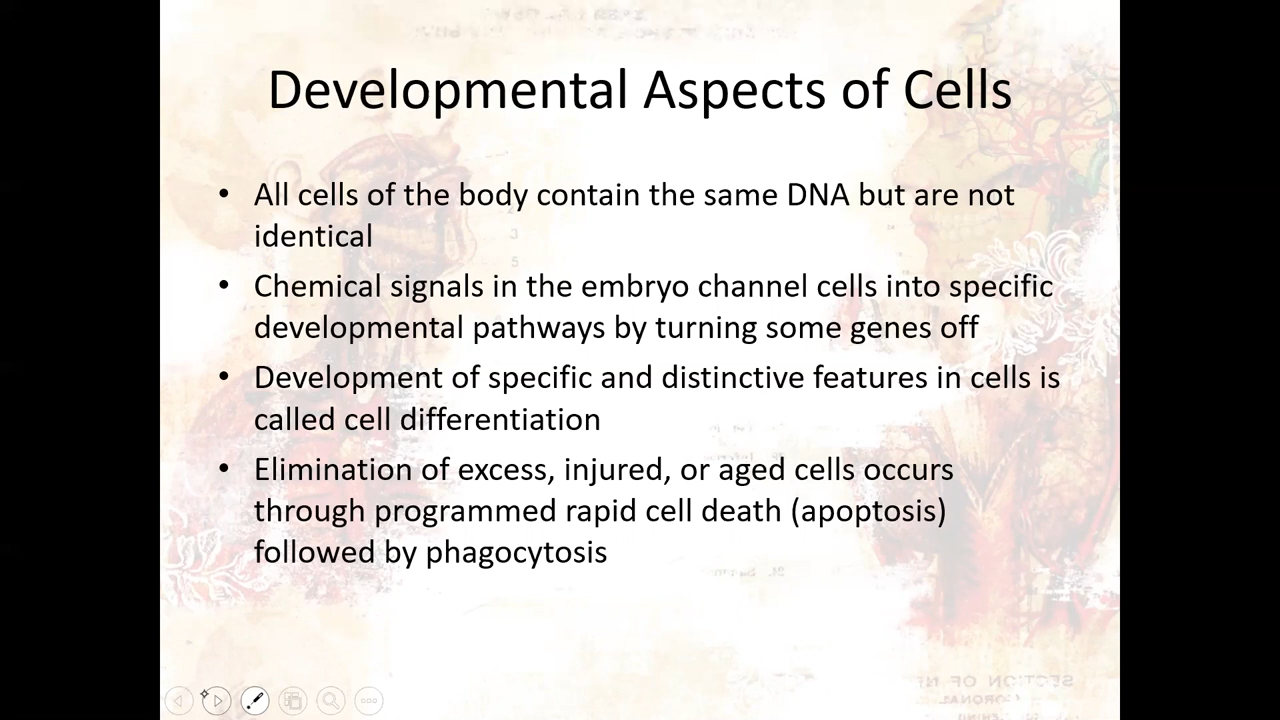 Developmental Aspects of Cells
• All cells of the body contain the same DNA but are not
identical
• Chemical signals in the embryo channel cells into specific
developmental pathways by turning some genes off
• Development of specific and distinctive features in cells is
called cell differentiation
• Elimination of excess, injured, or aged cells occurs
through programmed rapid cell death (apoptosis)
followed by phagocytosis